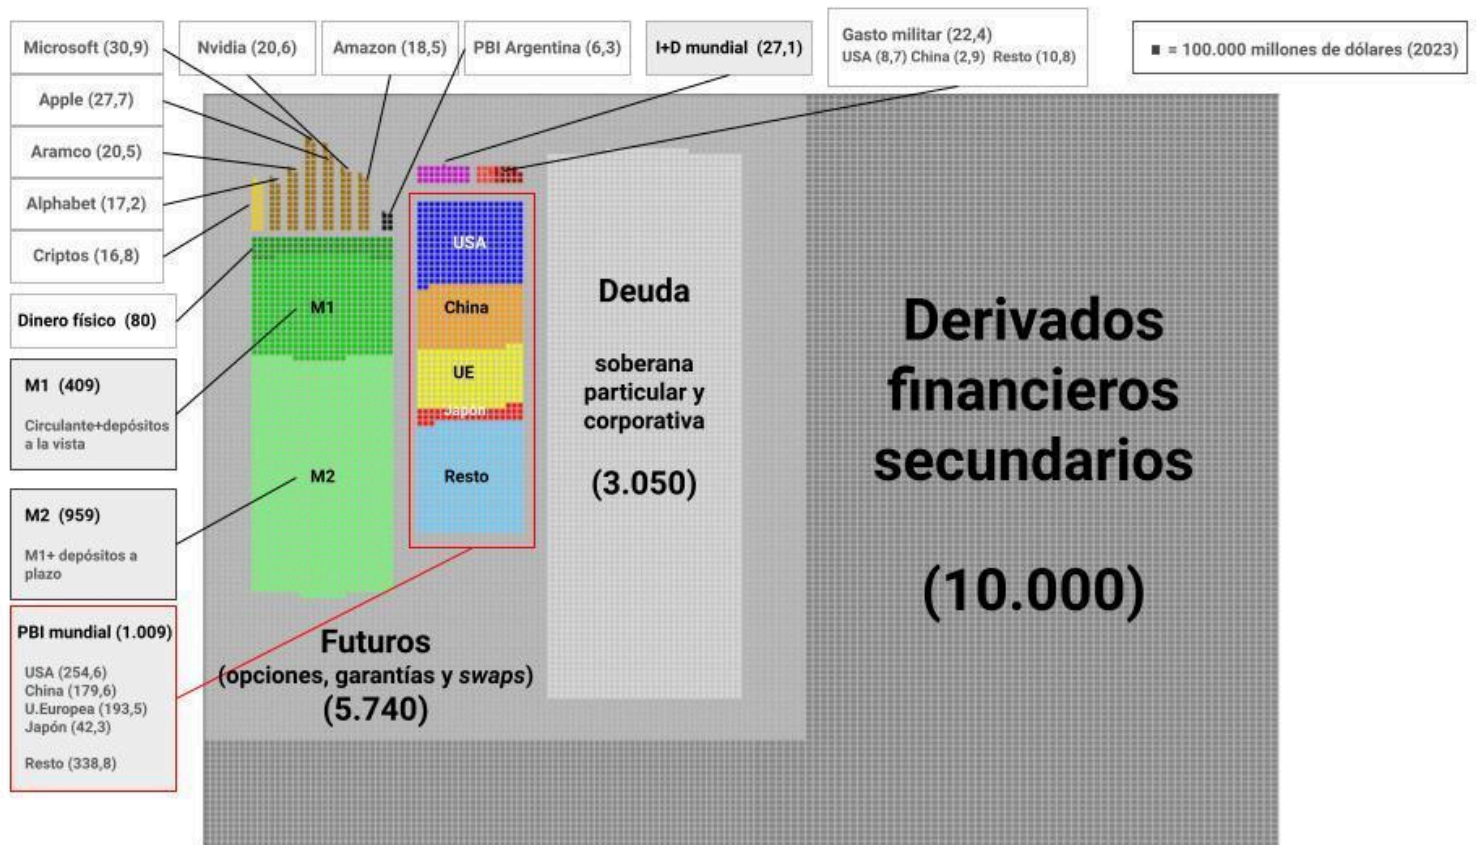 Microsoft (30,9)
Nvidia (20,6)
Amazon (18,5)
PBI Argentina (6,3)
I+D mundial (27,1)
Gasto militar (22,4)
USA (8,7) China (2,9) Resto (10,8)
= 100.000 millones de dólares (2023)
Apple (27,7)
Aramco (20,5)
Alphabet (17,2)
Criptos (16,8)
Dinero físico (80)
M1 (409)
Circulante+depósitos
a la vista
M2 (959)
M1+ depósitos a
plazo
PBI mundial (1.009)
USA (254,6)
China (179,6)
U.Europea (193,5)
Japón (42,3)
Resto (338,8)
M1
M2
USA
China
UE
Japón
Resto
Futuros
(opciones, garantías y swaps)
(5.740)
Deuda
soberana
particular y
corporativa
(3.050)
Derivados
financieros
secundarios
(10.000)